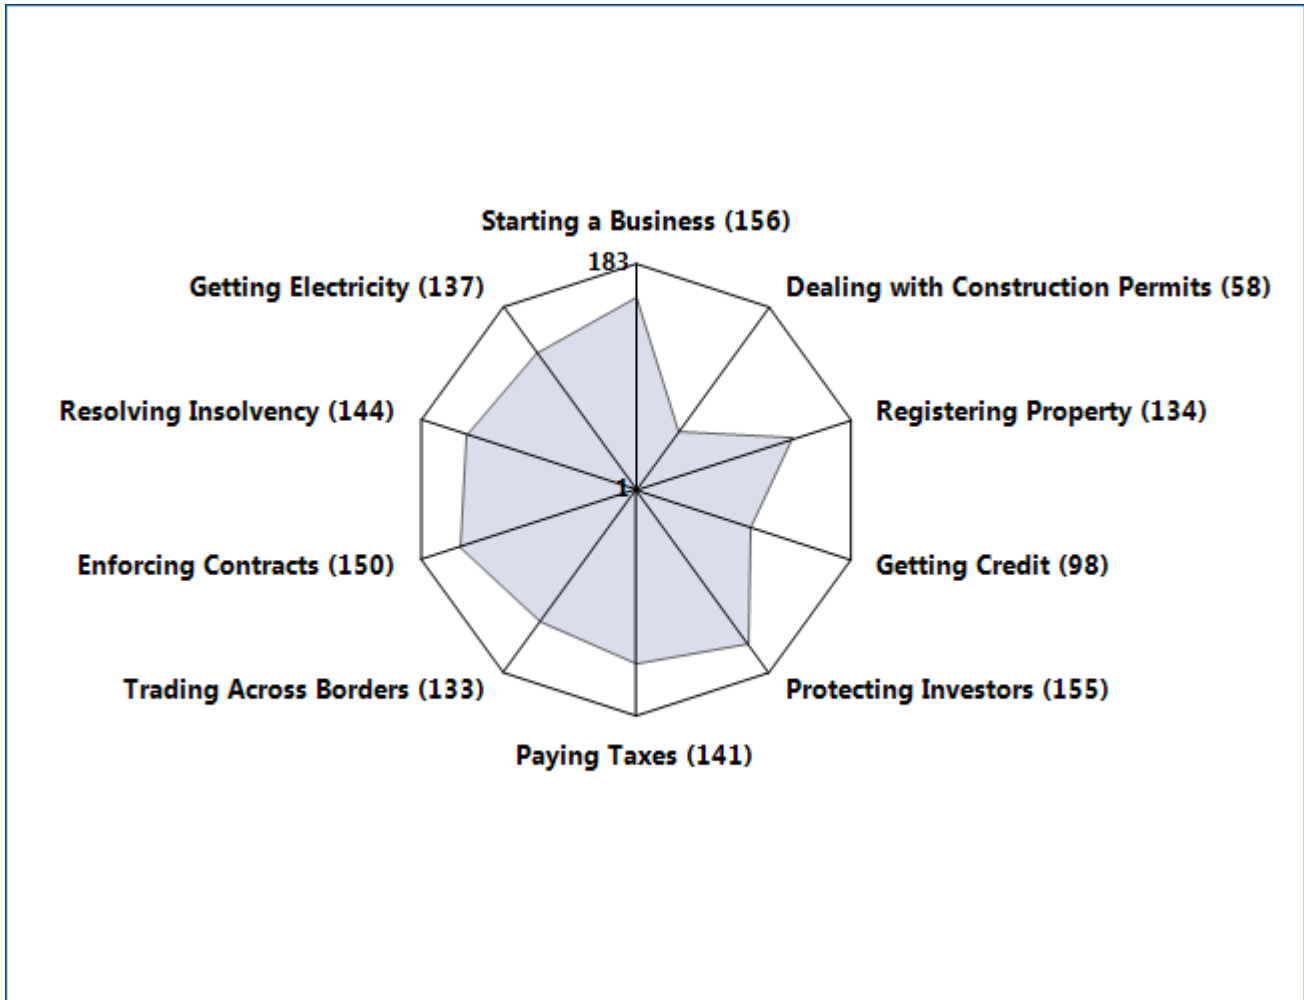 Starting a Business (156)
183
Getting Electricity (137)
Dealing with Construction Permits (58)
Resolving Insolvency (144)
Registering Property (134)
1
Enforcing Contracts (150)
Getting Credit (98)
Trading Across Borders (133)
Protecting Investors (155)
Paying Taxes (141)